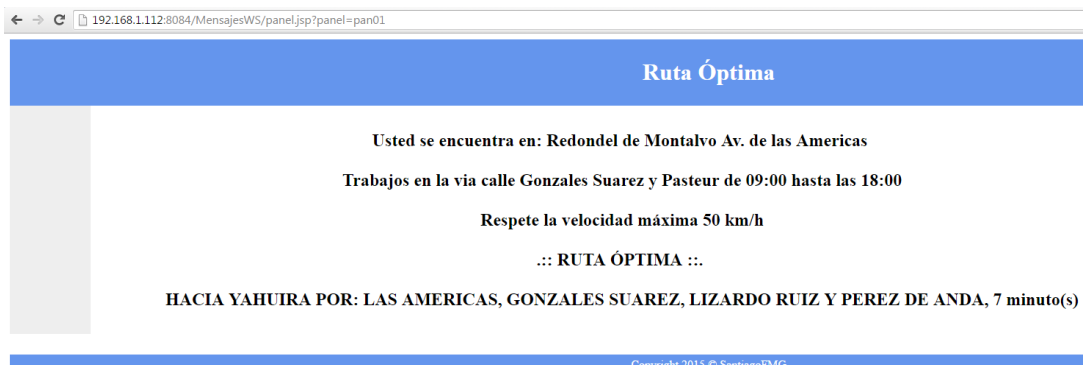 192.168.1.112:8084/MensajesWS/panel.jsp?panel=pan01
Ruta Óptima
Usted se encuentra en: Redondel de Montalvo Av. de las Americas
Trabajos en la via calle Gonzales Suarez y Pasteur de 09:00 hasta las 18:00
Respete la velocidad máxima 50 km/h
.:: RUTA ÓPTIMA ::.
HACIA YAHUIRA POR: LAS AMERICAS, GONZALES SUAREZ, LIZARDO RUIZ Y PEREZ DE ANDA, 7 minuto(s)
Copyright 2015 ©